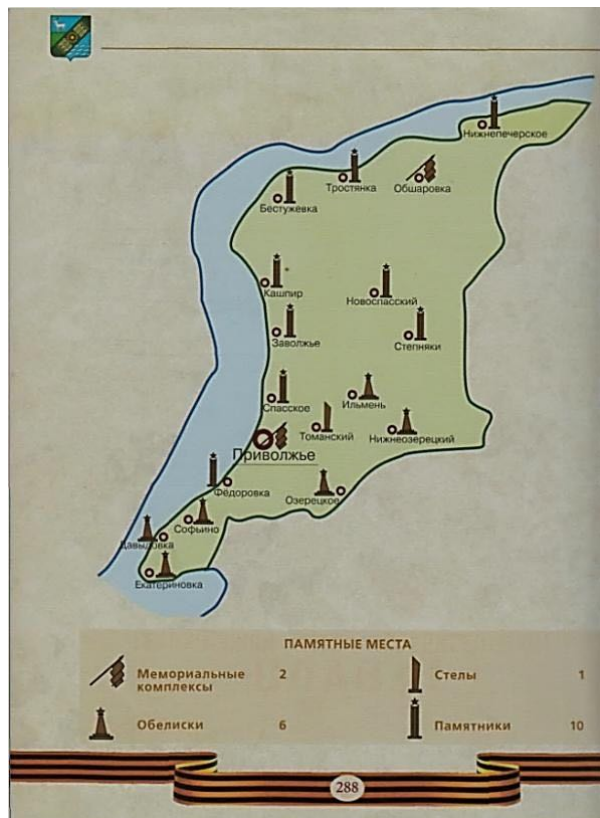 Нижнепечерское
Тростянка
Обшаровка
Бестужевка
Кашпир
Новоспасский
Заволжье
Степняки
Спасское
Ильмень
Томанский
Нижнеозерецкий
Приволжье
Фёдоровка
Озерецкое
Софьино
Давыдовка
Екатериновка
ПАМЯТНЫЕ МЕСТА
Мемориальные комплексы 2
Стелы 1
Обелиски 6
Памятники 10
288